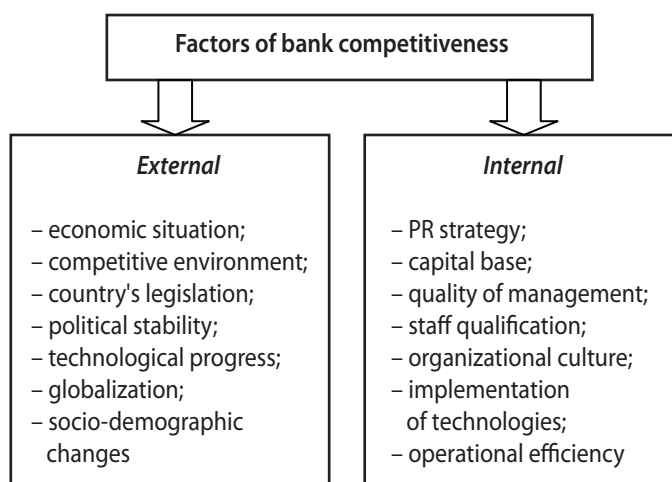 Factors of bank competitiveness
External
– economic situation;
– competitive environment;
– country's legislation;
– political stability;
– technological progress;
– globalization;
– socio-demographic
changes
Internal
– PR strategy;
– capital base;
– quality of management;
– staff qualification;
– organizational culture;
– implementation
of technologies;
– operational efficiency